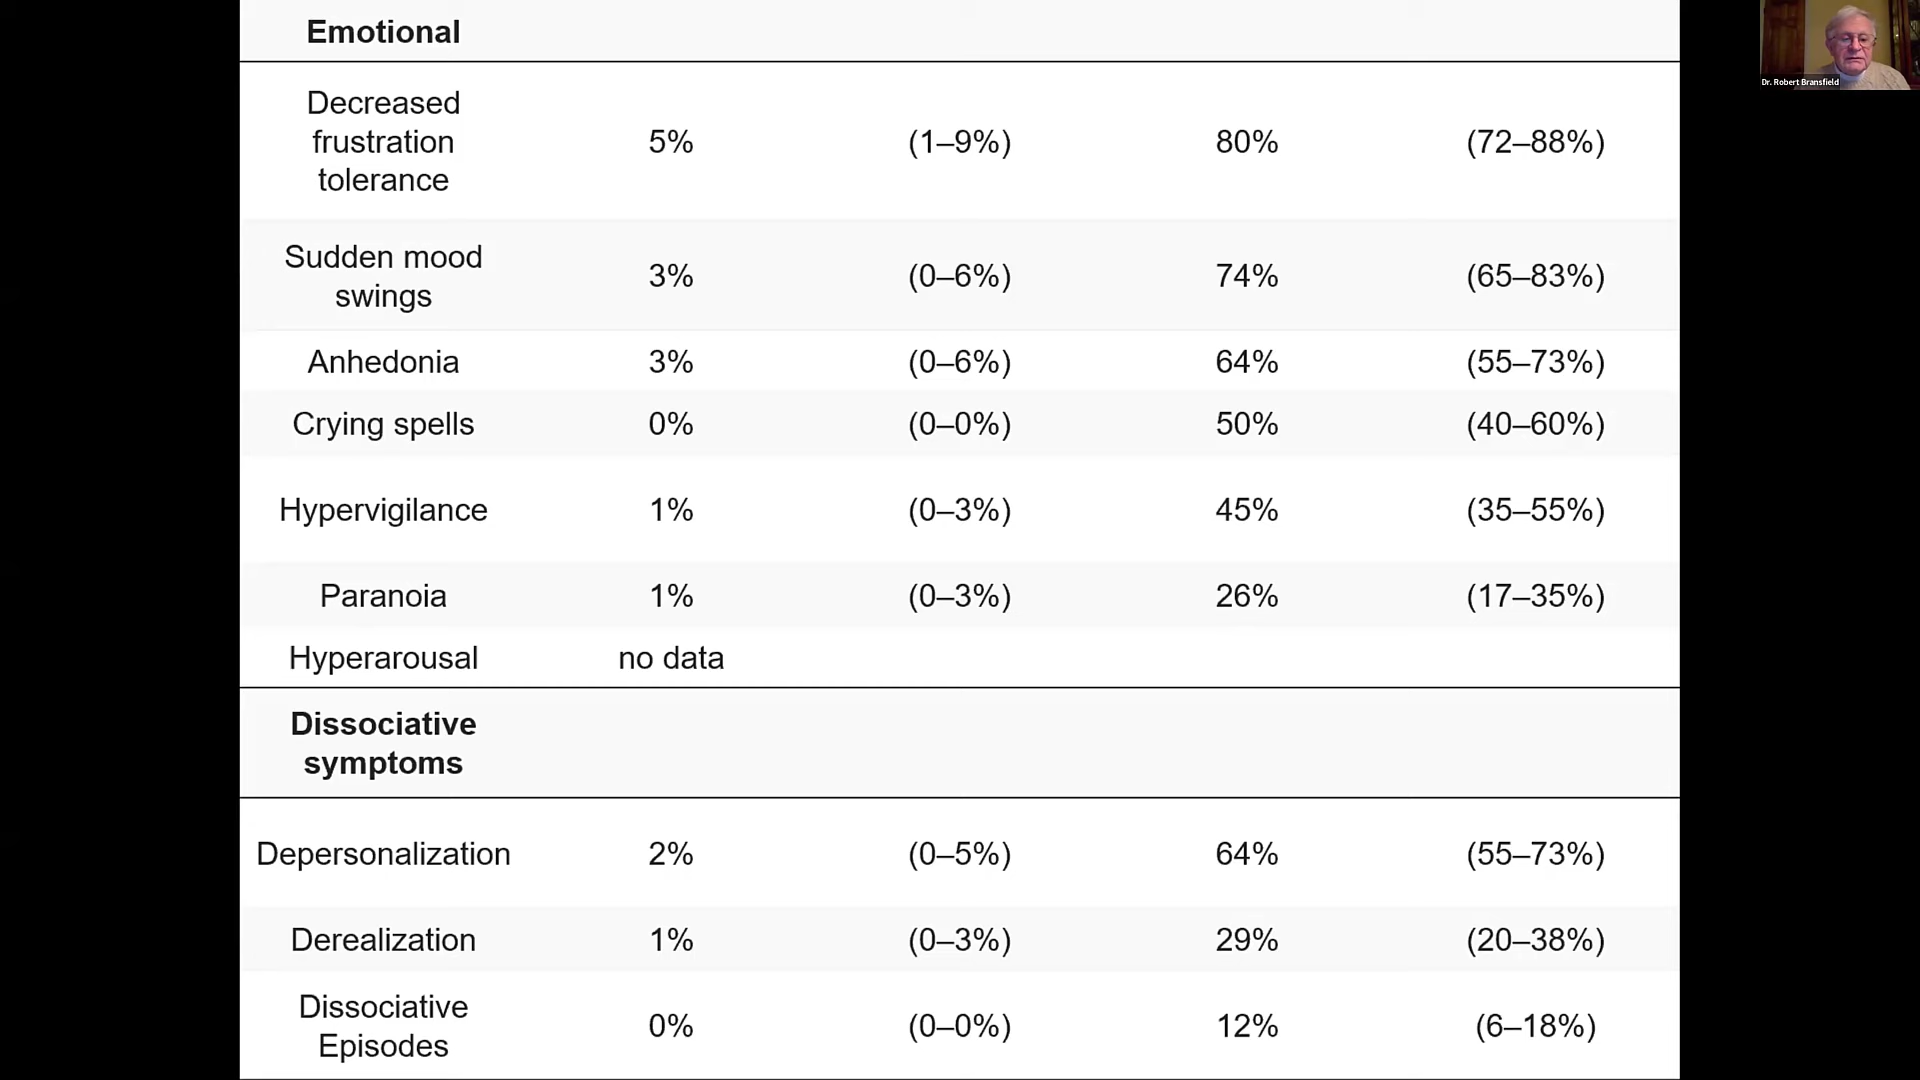 Emotional
Decreased
frustration
tolerance
5% (1–9%) 80% (72–88%)
Sudden mood
swings
3% (0–6%) 74% (65–83%)
Anhedonia 3% (0–6%) 64% (55–73%)
Crying spells 0% (0–0%) 50% (40–60%)
Hypervigilance 1% (0–3%) 45% (35–55%)
Paranoia 1% (0–3%) 26% (17–35%)
Hyperarousal no data
Dissociative
symptoms
Depersonalization 2% (0–5%) 64% (55–73%)
Derealization 1% (0–3%) 29% (20–38%)
Dissociative
Episodes
0% (0–0%) 12% (6–18%)
Dr. Robert Bransfield